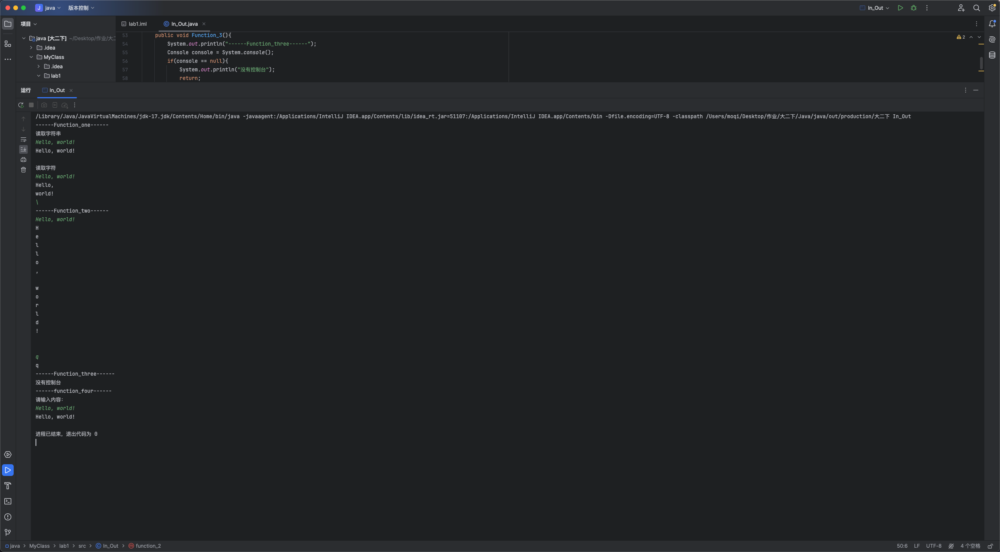 J java 版本控制 In_Out
项目 lab1.iml In_Out.java
java [大二下] ~/Desktop/作业/大二
.idea
MyClass
.idea
lab1
53 public void Function_3(){
54 System.out.println("------Function_three------");
55 Console console = System.console();
56 if(console == null){
57 System.out.println("没有控制台");
58 return;
2
运行 In_Out
/Library/Java/JavaVirtualMachines/jdk-17.jdk/Contents/Home/bin/java -javaagent:/Applications/IntelliJ IDEA.app/Contents/lib/idea_rt.jar=51107:/Applications/IntelliJ IDEA.app/Contents/bin -Dfile.encoding=UTF-8 -classpath /Users/moqi/Desktop/作业/大二下/Java/java/out/production/大二下 In_Out
------Function_one------
读取字符串
Hello, world!
Hello, world!
读取字符
Hello, world!
Hello,
world!
\
------Function_two------
Hello, world!
H
e
l
l
o
,
w
o
r
l
d
!
q
q
------Function_three------
没有控制台
------function_four------
请输入内容:
Hello, world!
Hello, world!
进程已结束，退出代码为 0
java MyClass lab1 src In_Out function_2
50:6 LF UTF-8 4 个空格